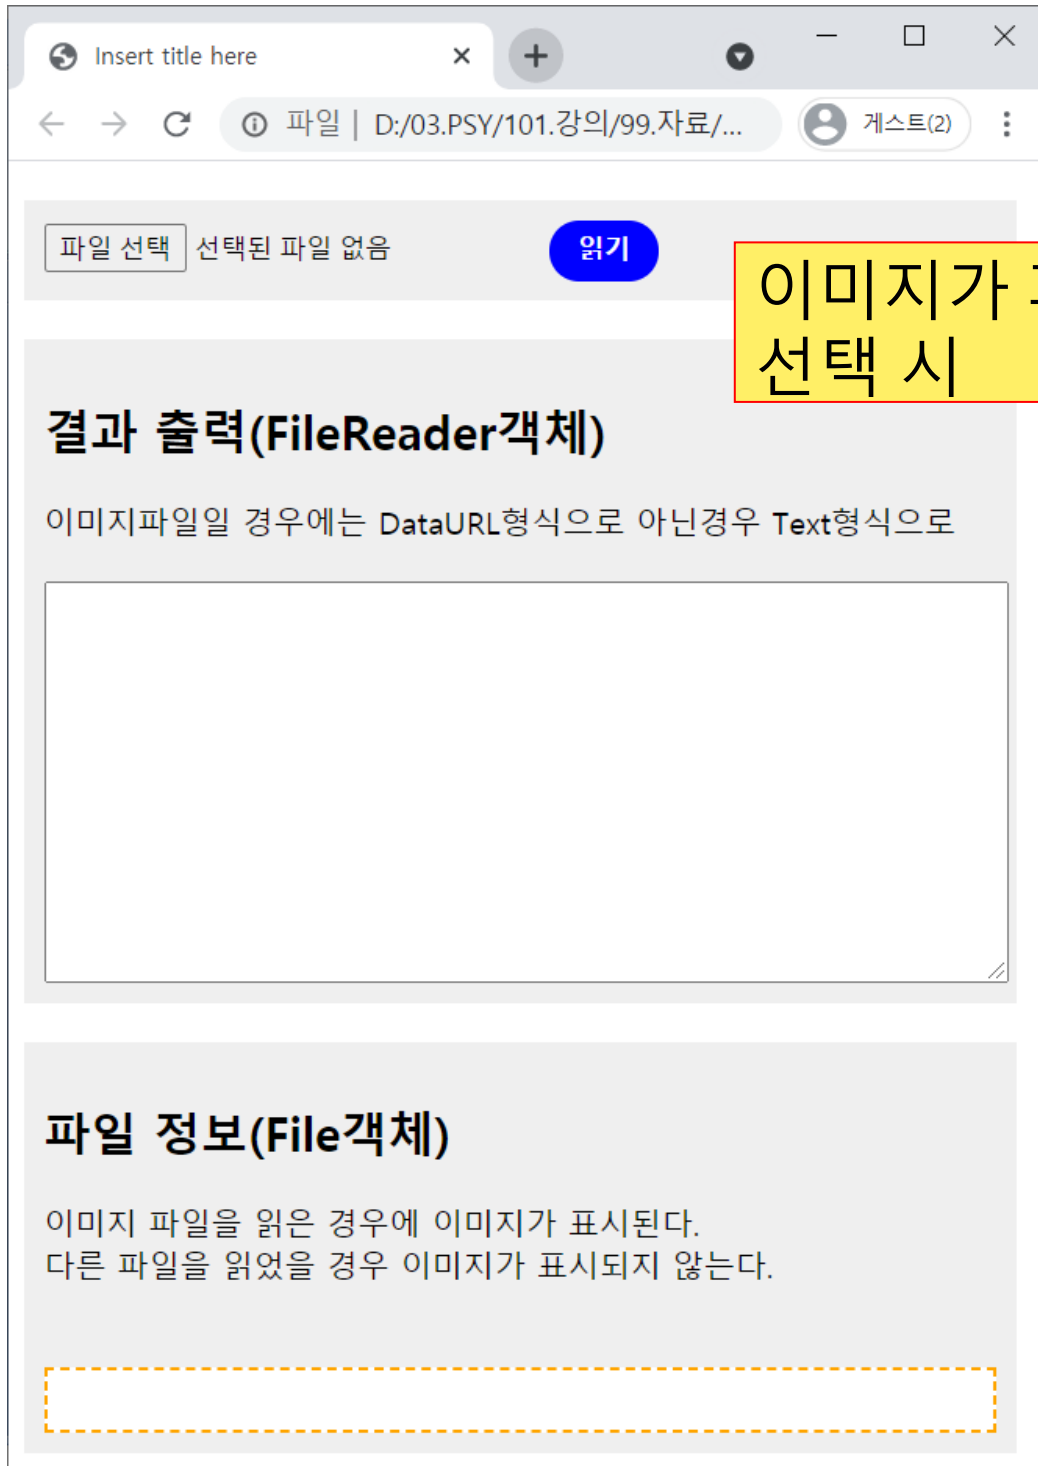 Insert title here
파일 | D:/03.PSY/101.강의/99.자료/...
게스트(2)
파일 선택 선택된 파일 없음
읽기
이미지가
선택 시
결과 출력(FileReader객체)
이미지파일일 경우에는 DataURL형식으로 아닌경우 Text형식으로
파일 정보(File객체)
이미지 파일을 읽은 경우에 이미지가 표시된다.
다른 파일을 읽었을 경우 이미지가 표시되지 않는다.